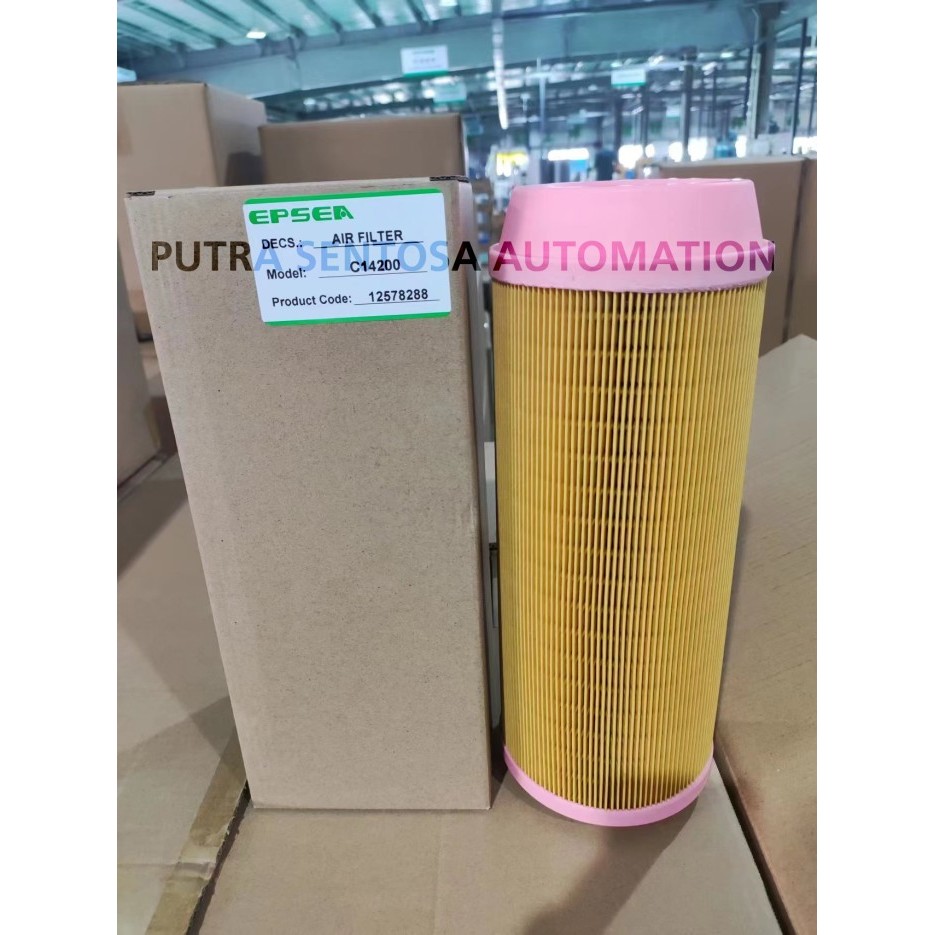 EPSEA
DECS.: AIR FILTER
PUTRA SENTOSA AUTOMATION
Model: C14200
Product Code: 12578288